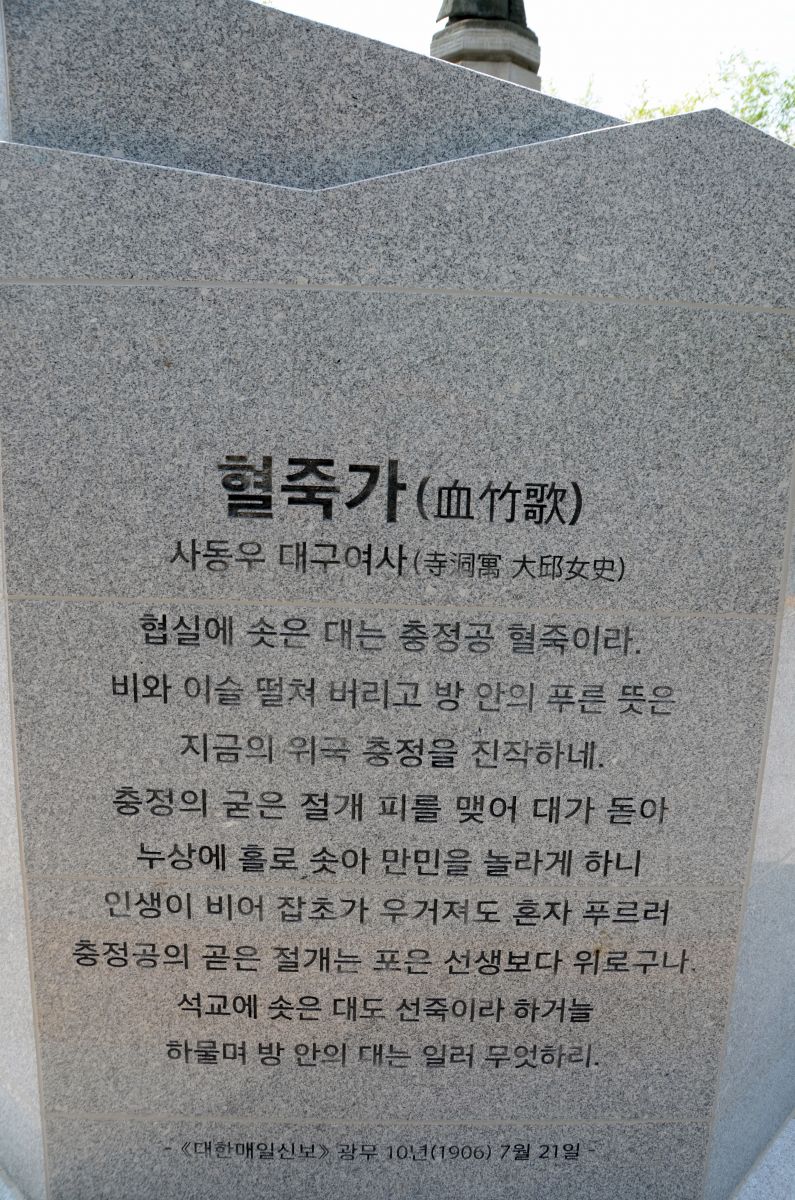 혈죽가(血竹歌)
사동우 대구여사(寺洞寓 大邱女史)
협실에 솟은 대는 충정공 혈죽이라.
비와 이슬 떨쳐 버리고 방 안의 푸른 뜻은
지금의 위국 충정을 진작하네.
충정의 굳은 절개 피를 맺어 대가 돋아
누상에 홀로 솟아 만민을 놀라게 하니
인생이 비어 잡초가 우거져도 혼자 푸르러
충정공의 곧은 절개는 포은 선생보다 위로구나.
석교에 솟은 대도 선죽이라 하거늘
하물며 방 안의 대는 일러 무엇하리.
- 《대한매일신보》 광무 10년(1906) 7월 21일 -